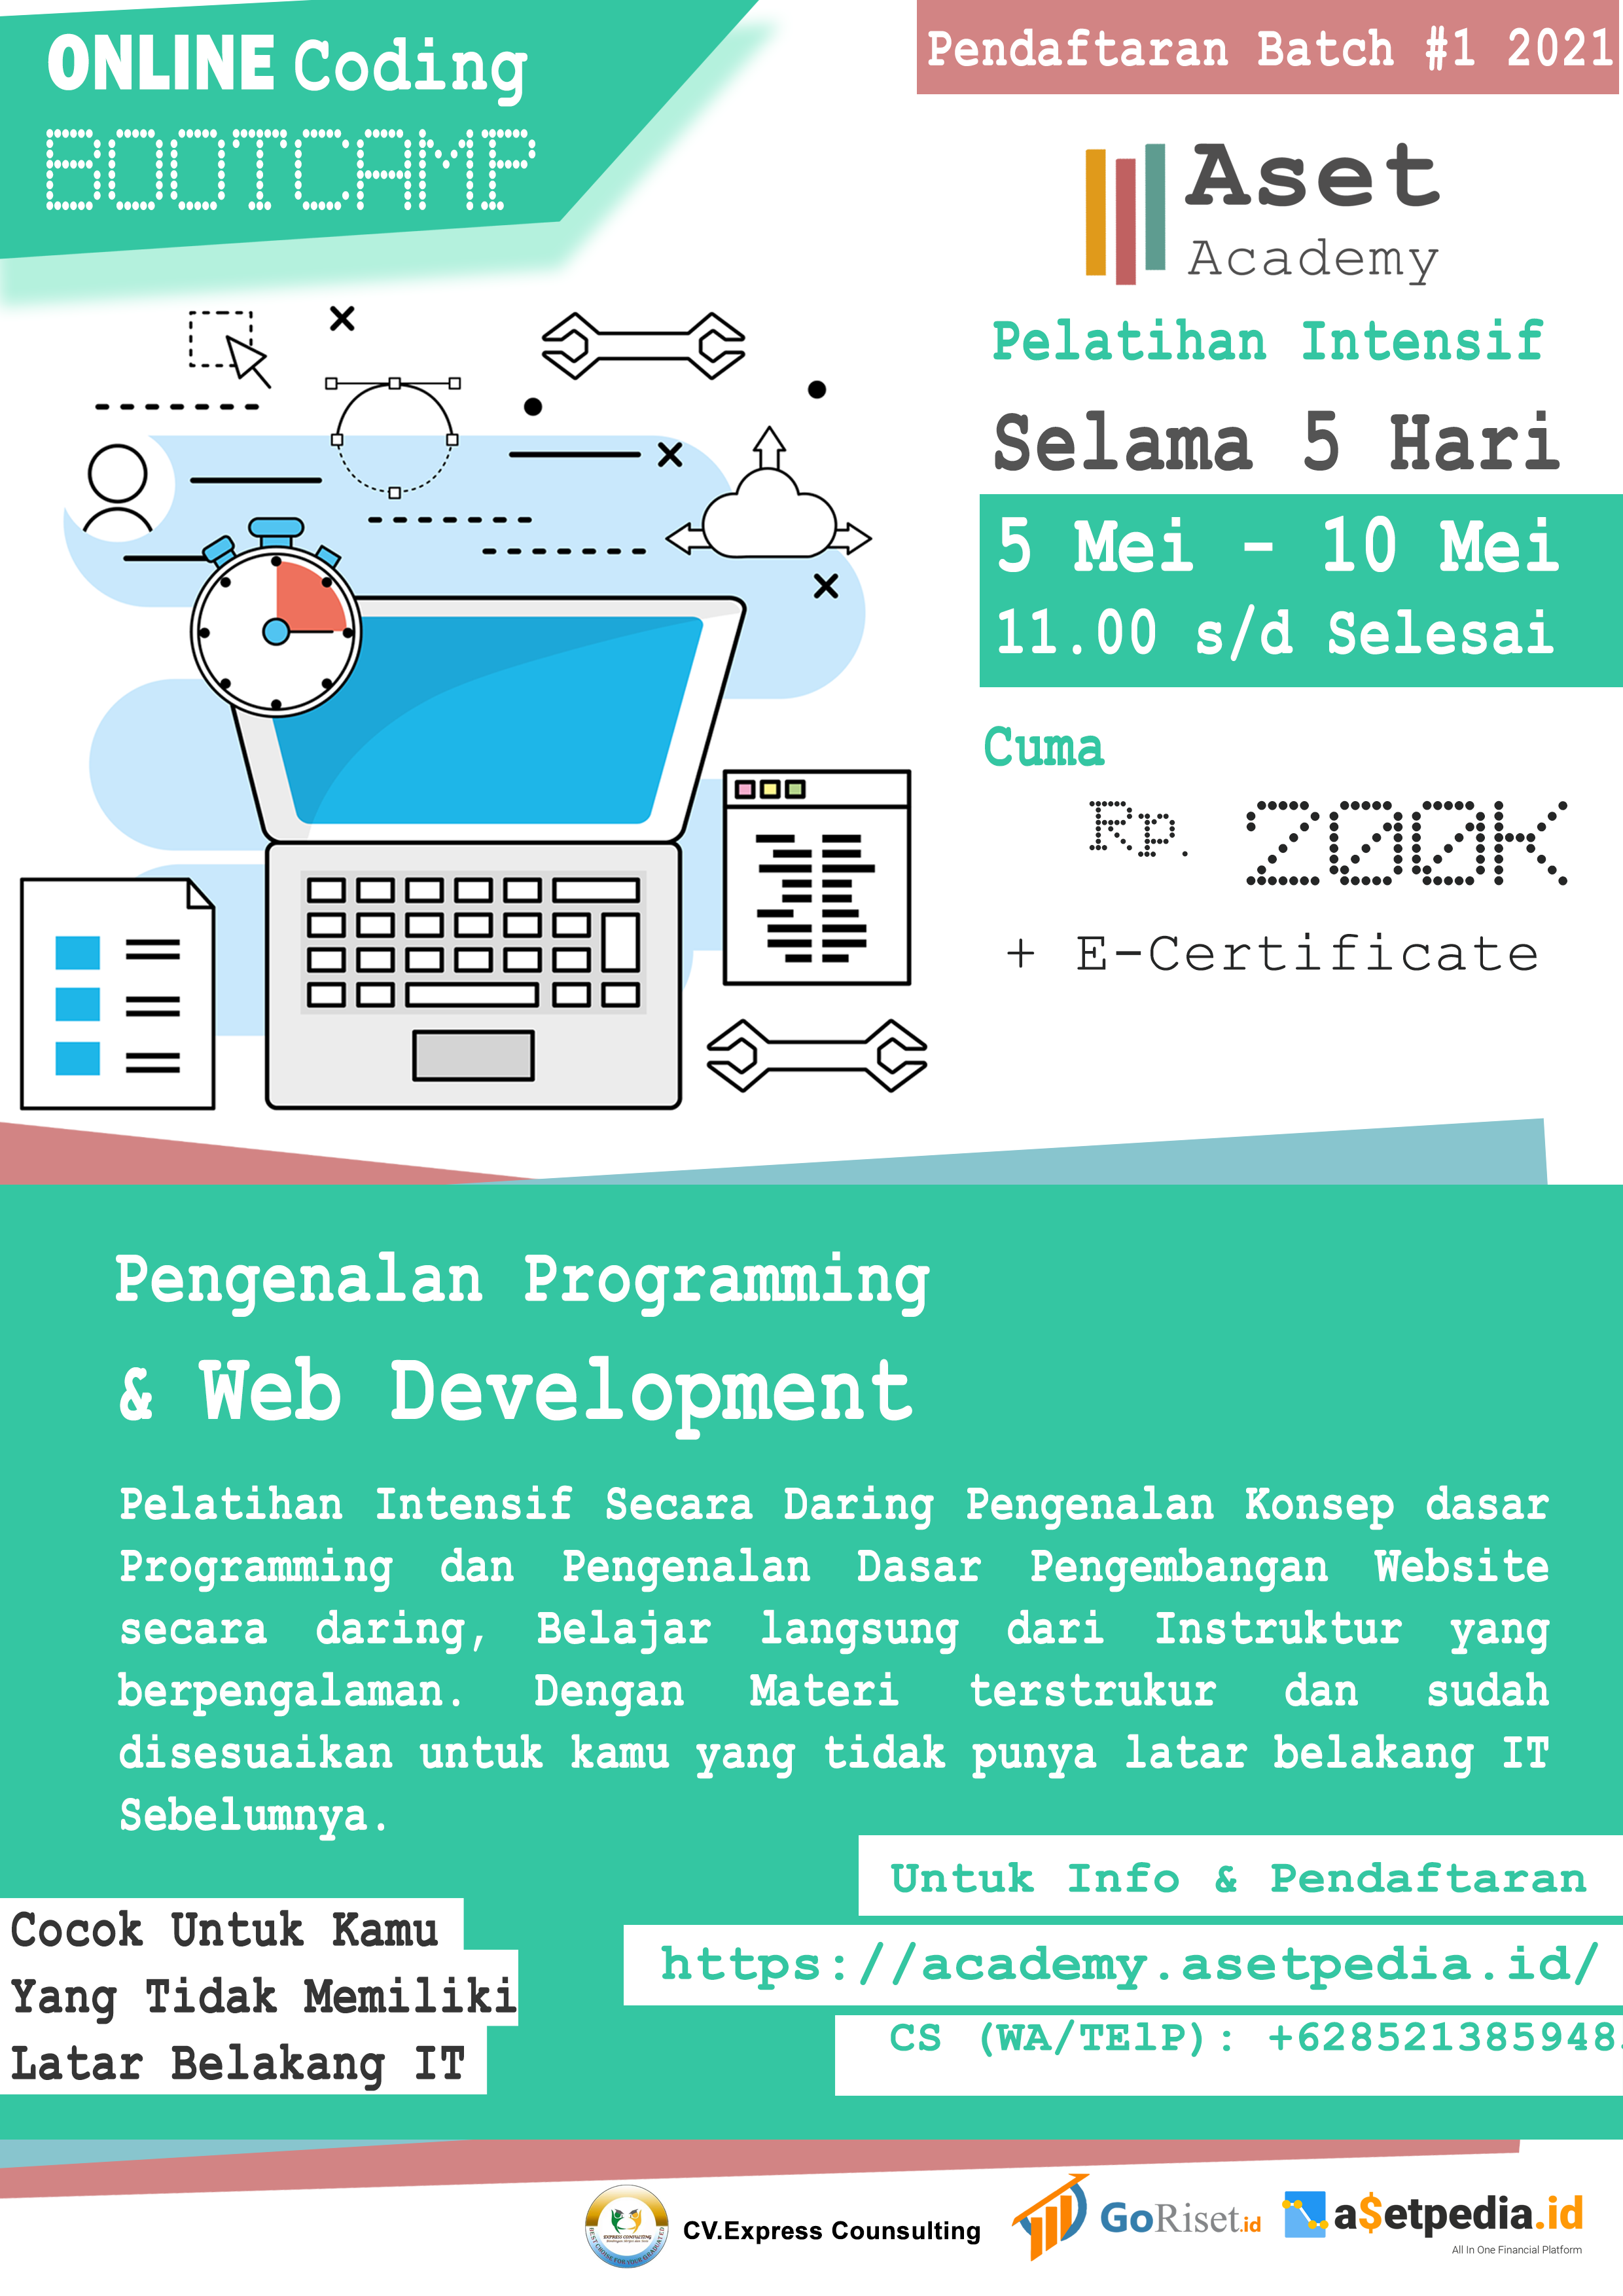 ONLINE Coding
BOOTCAMP
Pendaftaran Batch #1 2021
Aset
Academy
Pelatihan Intensif
Selama 5 Hari
5 Mei - 10 Mei
11.00 s/d Selesai
Cuma
Rp. 200K
+ E-Certificate
Pengenalan Programming
& Web Development
Pelatihan Intensif Secara Daring Pengenalan Konsep dasar
Programming dan Pengenalan Dasar Pengembangan Website
secara daring, Belajar langsung dari Instruktur yang
berpengalaman. Dengan Materi terstrukur dan sudah
disesuaikan untuk kamu yang tidak punya latar belakang IT
Sebelumnya.
Untuk Info & Pendaftaran
https://academy.asetpedia.id/
CS (WA/TElP): +628521385948
Cocok Untuk Kamu
Yang Tidak Memiliki
Latar Belakang IT
EXPRESS CONSULTING
CV.Express Counsulting
GoRiset.id
a$etpedia.id
All In One Financial Platform